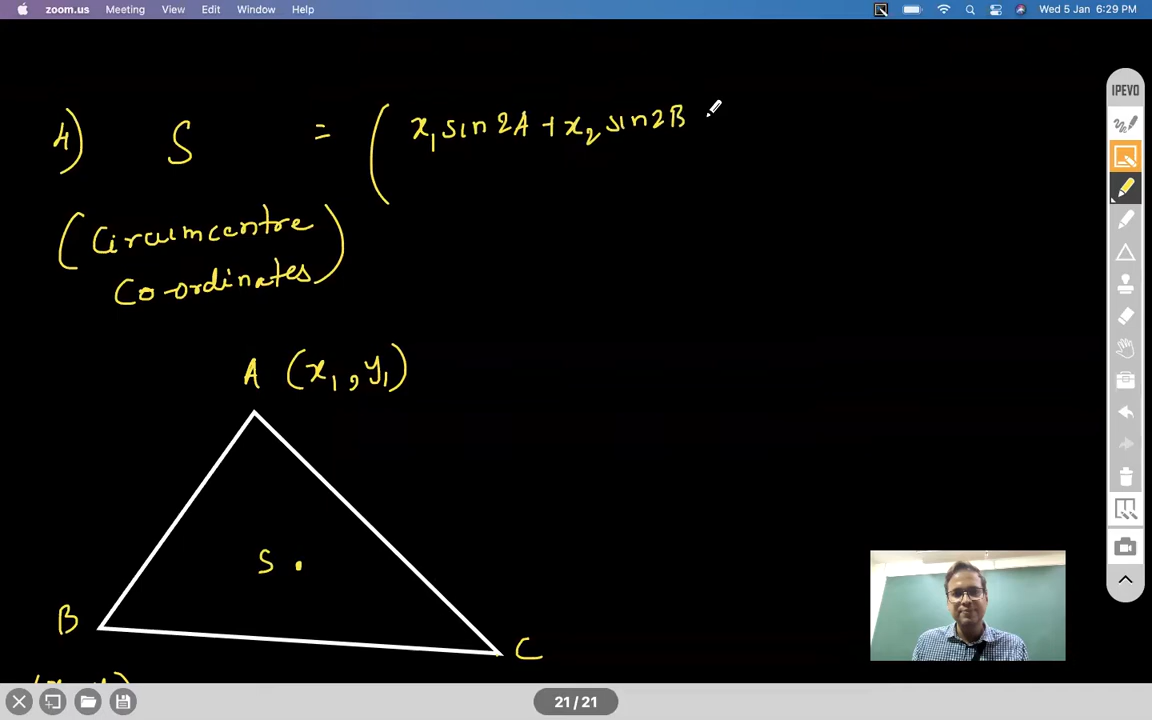 zoom.us Meeting View Edit Window Help Wed 5 Jan 6:29 PM
IPEVO
4) S = ( x₁ sin 2A + x₂ sin 2B
(Circumcentre
Co-ordinates)
A (x₁, y₁)
S .
B
C
21 / 21